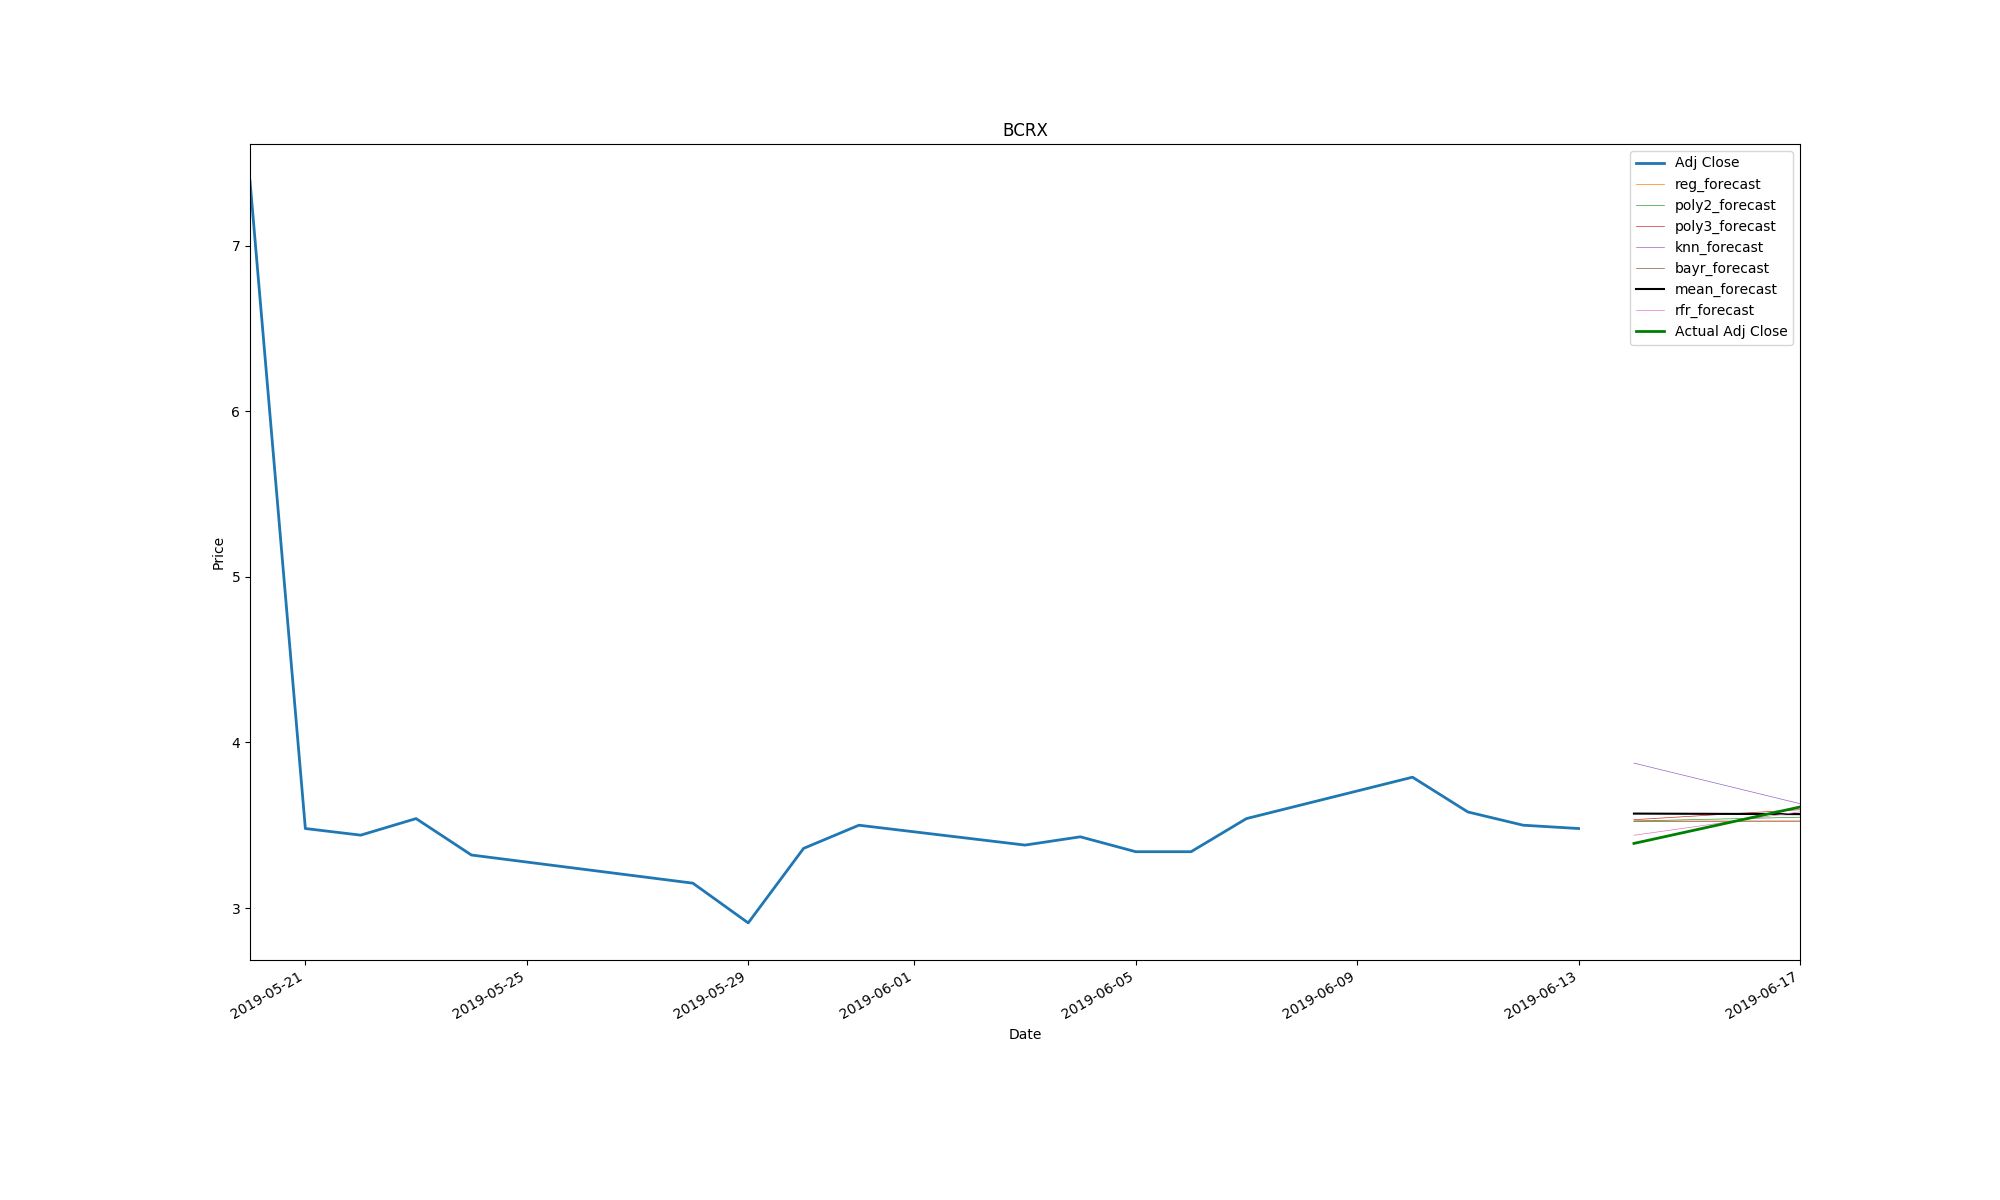 BCRX
Adj Close
reg_forecast
poly2_forecast
poly3_forecast
knn_forecast
bayr_forecast
mean_forecast
rfr_forecast
Actual Adj Close
7
6
5
4
3
Price
2019-05-21
2019-05-25
2019-05-29
2019-06-01
2019-06-05
2019-06-09
2019-06-13
2019-06-17
Date